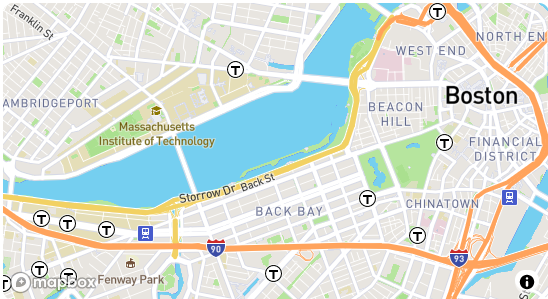 Franklin St
T
WEST END
NORTH EN
T
AMBRIDGEPORT
BEACON
HILL
Boston
Massachusetts
Institute of Technology
T
FINANCIAL
DISTRICT
Storrow Dr
Back St
T
CHINATOWN
BACK BAY
T
T
T
T
90
93
Fenway Park
T
T
T
mapbox